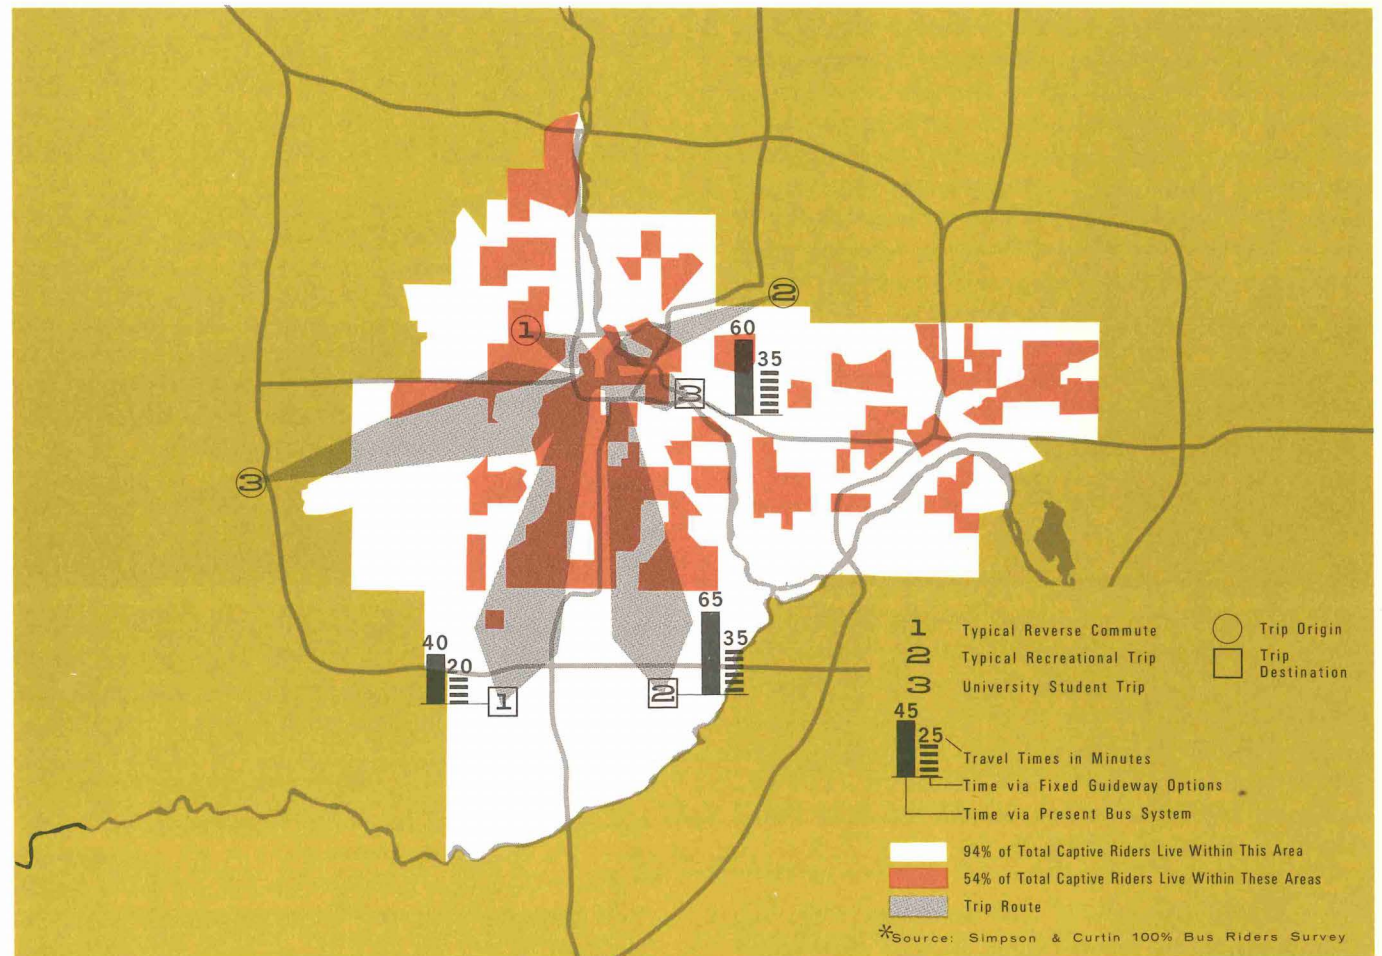 2
1
60
35
3
3
65
40
35
20
1
2
1 Typical Reverse Commute
2 Typical Recreational Trip
3 University Student Trip
Trip Origin
Trip
Destination
45
25
Travel Times in Minutes
Time via Fixed Guideway Options
Time via Present Bus System
94% of Total Captive Riders Live Within This Area
54% of Total Captive Riders Live Within These Areas
Trip Route
*Source: Simpson & Curtin 100% Bus Riders Survey